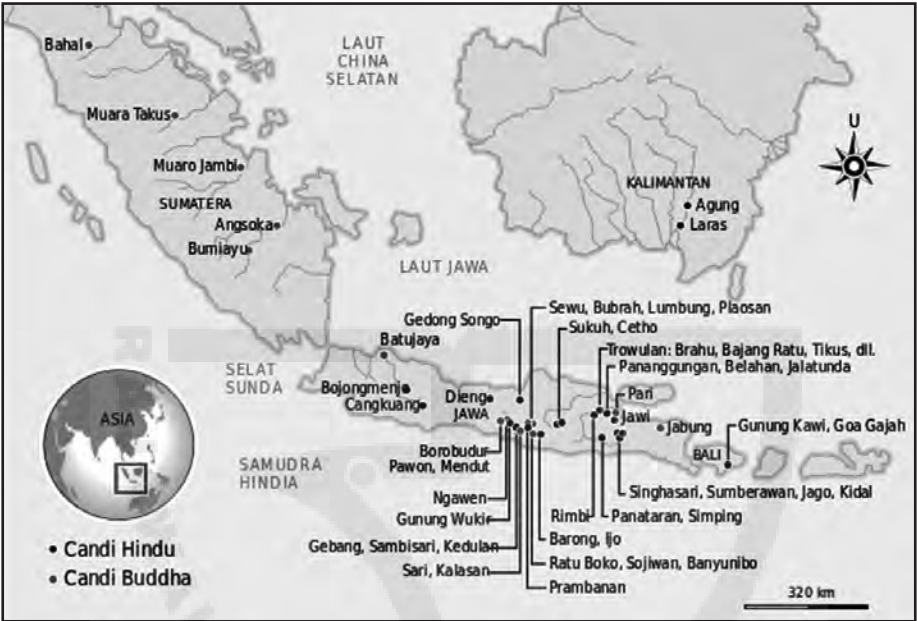 Bahal
LAUT
CHINA
SELATAN
Muara Takus
U
Muaro Jambi
KALIMANTAN
SUMATERA
Agung
Angsoka
Laras
Bumiayu
LAUT JAWA
Sewu, Bubrah, Lumbung, Plaosan
Gedong Songo
Sukuh, Cetho
Batujaya
Trowulan: Brahu, Bajang Ratu, Tikus, dll.
SELAT
SUNDA
Pananggungan, Belahan, Jalatunda
Bojongmenje
Dieng
Pari
Cangkuang
JAWA
Jawi
ASIA
Jabung
Gunung Kawi, Goa Gajah
Borobudur
BALI
Pawon, Mendut
SAMUDRA
HINDIA
Singhasari, Sumberawan, Jago, Kidal
Ngawen
Gunung Wukir
Rimbi
Panataran, Simping
Gebang, Sambisari, Kedulan
Barong, Ijo
Candi Hindu
Sari, Kalasan
Ratu Boko, Sojiwan, Banyunibo
Candi Buddha
Prambanan
320 km